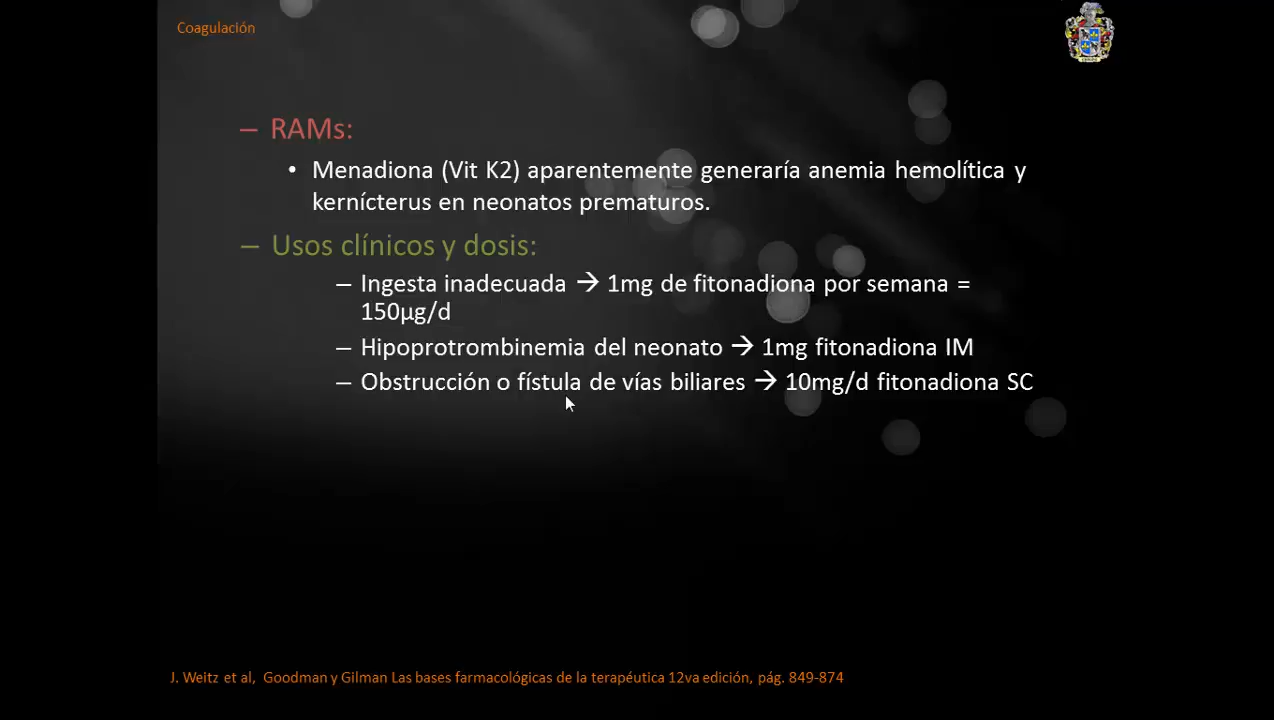 Coagulación
– RAMs:
• Menadiona (Vit K2) aparentemente generaría anemia hemolítica y
kernícterus en neonatos prematuros.
– Usos clínicos y dosis:
– Ingesta inadecuada → 1mg de fitonadiona por semana =
150µg/d
– Hipoprotrombinemia del neonato → 1mg fitonadiona IM
– Obstrucción o fístula de vías biliares → 10mg/d fitonadiona SC
J. Weitz et al, Goodman y Gilman Las bases farmacológicas de la terapéutica 12va edición, pág. 849-874